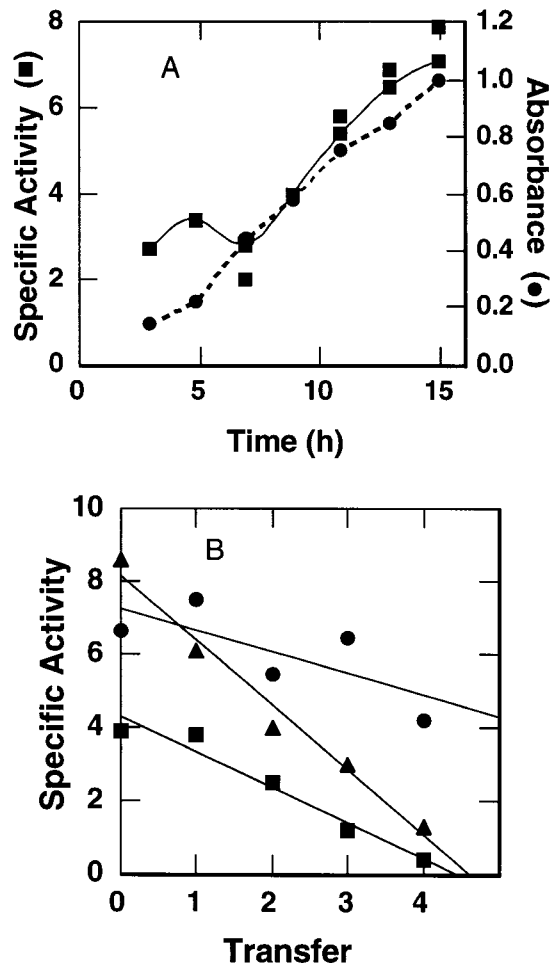 A
Specific Activity (■)
8
6
4
2
0
Absorbance (●)
1.2
1.0
0.8
0.6
0.4
0.2
0.0
0 5 10 15
Time (h)
B
Specific Activity
10
8
6
4
2
0
0 1 2 3 4
Transfer